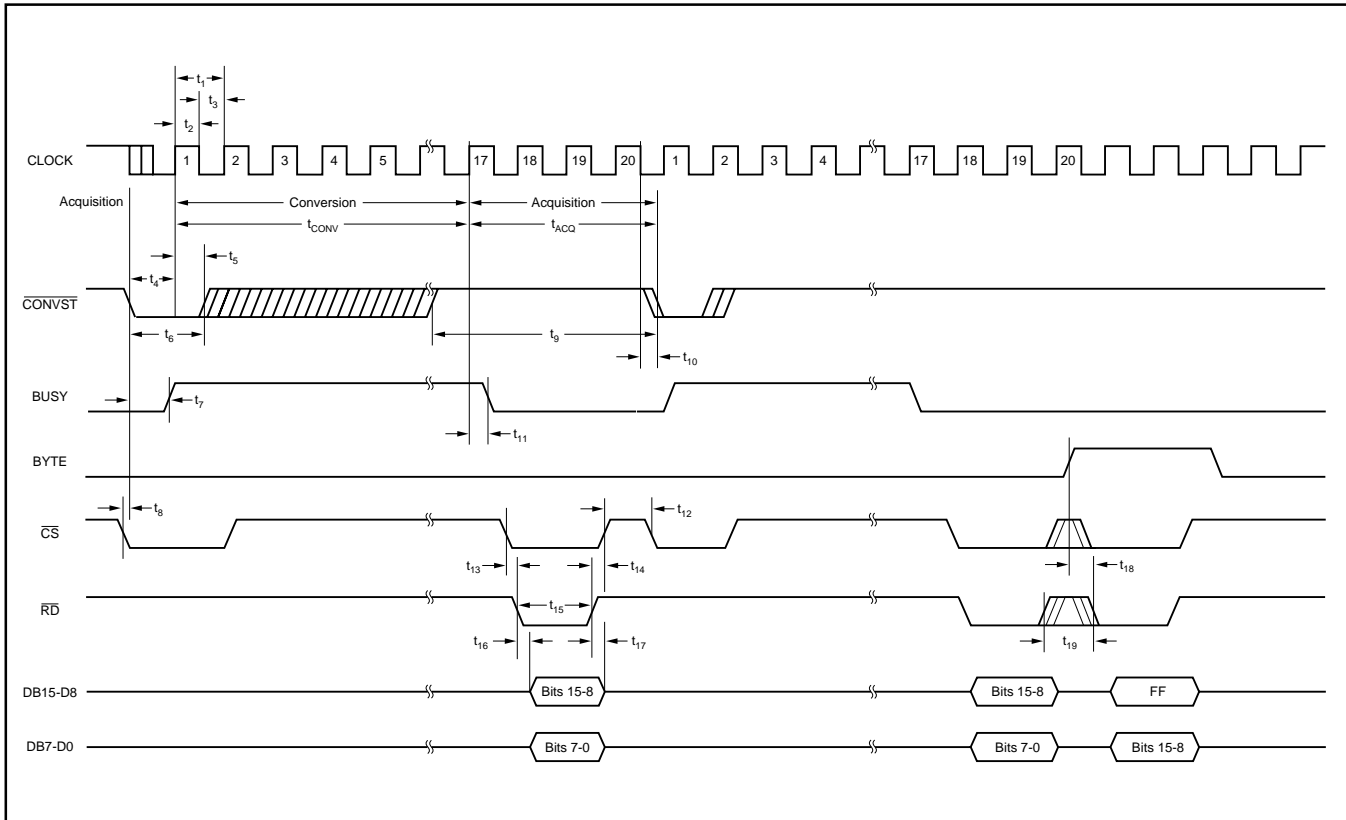 t1
t3
t2
CLOCK 1 2 3 4 5 17 18 19 20 1 2 3 4 17 18 19 20
Acquisition Conversion Acquisition
tCONV tACQ
t5
t4
CONVST
t6 t9
t10
BUSY
t7
t11
BYTE
t8 t12
CS
t13 t14 t18
RD
t15
t16 t17 t19
DB15-D8 Bits 15-8 Bits 15-8 FF
DB7-D0 Bits 7-0 Bits 7-0 Bits 15-8